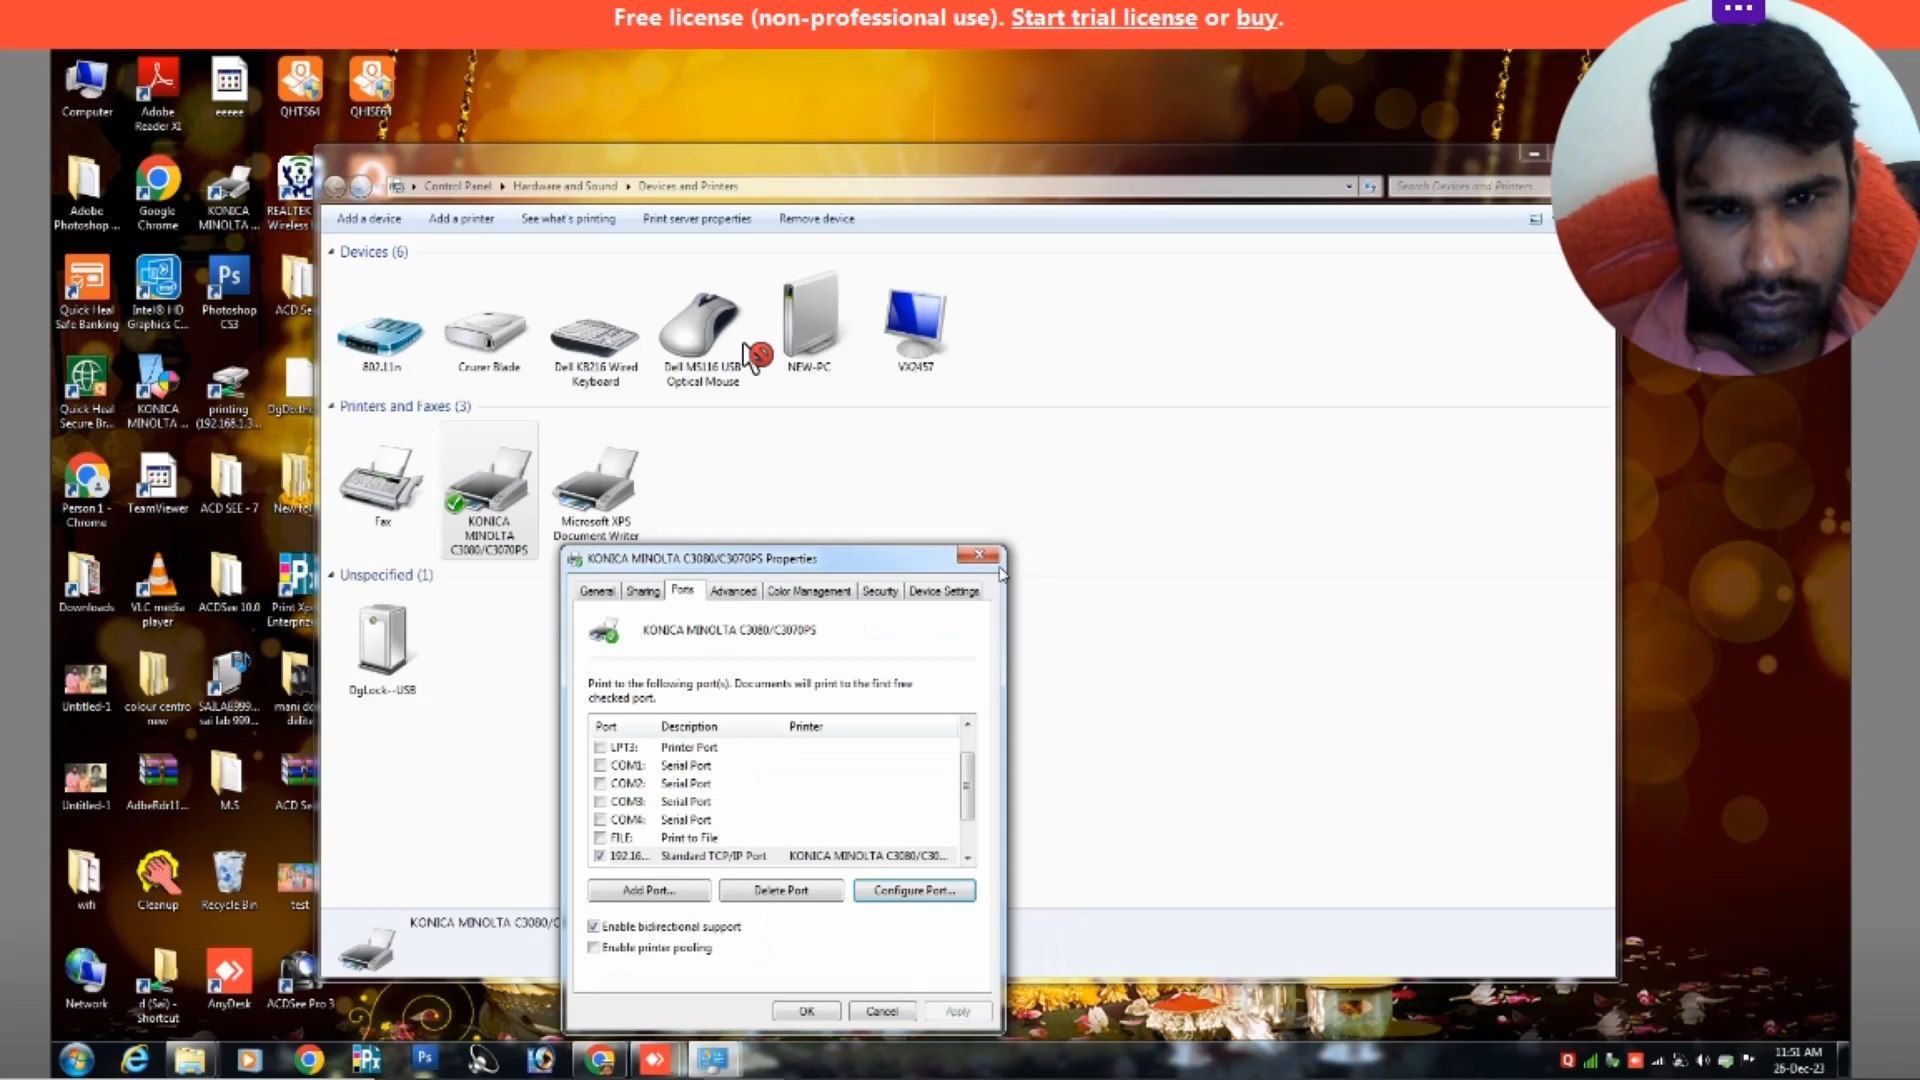 Free license (non-professional use). Start trial license or buy.
Computer
Adobe
Reader XI
eeeee
QHTS64
QHISE64
Adobe
Photoshop ...
Google
Chrome
KONICA
MINOLTA ...
REALTEK
Wireless
Quick Heal
Safe Banking
Intel® HD
Graphics C...
Photoshop
CS3
ACD Se
Quick Heal
Secure Br...
KONICA
MINOLTA ...
printing
(192.168.1.3...
Person 1 -
Chrome
TeamViewer
ACD SEE - 7
Downloads
VLC media
player
ACDSee 10.0
Print Xp
Enterpriz
Untitled-1
colour centro
new
SAILAB999...
sai lab 999...
mani do
Untitled-1
AdbeRdr11...
M.S
ACD Se
wifi
Cleanup
Recycle Bin
test
Network
d (Sai) -
Shortcut
AnyDesk
ACDSee Pro 3
Control Panel
Hardware and Sound
Devices and Printers
Search Devices and Printers
Add a device
Add a printer
See what's printing
Print server properties
Remove device
Devices (6)
802.11n
Cruzer Blade
Dell KB216 Wired
Keyboard
Dell MS116 USB
Optical Mouse
NEW-PC
VX2457
Printers and Faxes (3)
Fax
KONICA
MINOLTA
C3080/C3070PS
Microsoft XPS
Document Writer
Unspecified (1)
DgLock--USB
KONICA MINOLTA C3080/C
KONICA MINOLTA C3080/C3070PS Properties
General
Sharing
Ports
Advanced
Color Management
Security
Device Settings
KONICA MINOLTA C3080/C3070PS
Print to the following port(s). Documents will print to the first free
checked port.
Port Description Printer
LPT3: Printer Port
COM1: Serial Port
COM2: Serial Port
COM3: Serial Port
COM4: Serial Port
FILE: Print to File
192.16... Standard TCP/IP Port KONICA MINOLTA C3080/C30...
Add Port...
Delete Port
Configure Port...
Enable bidirectional support
Enable printer pooling
OK
Cancel
Apply
11:51 AM
26-Dec-23